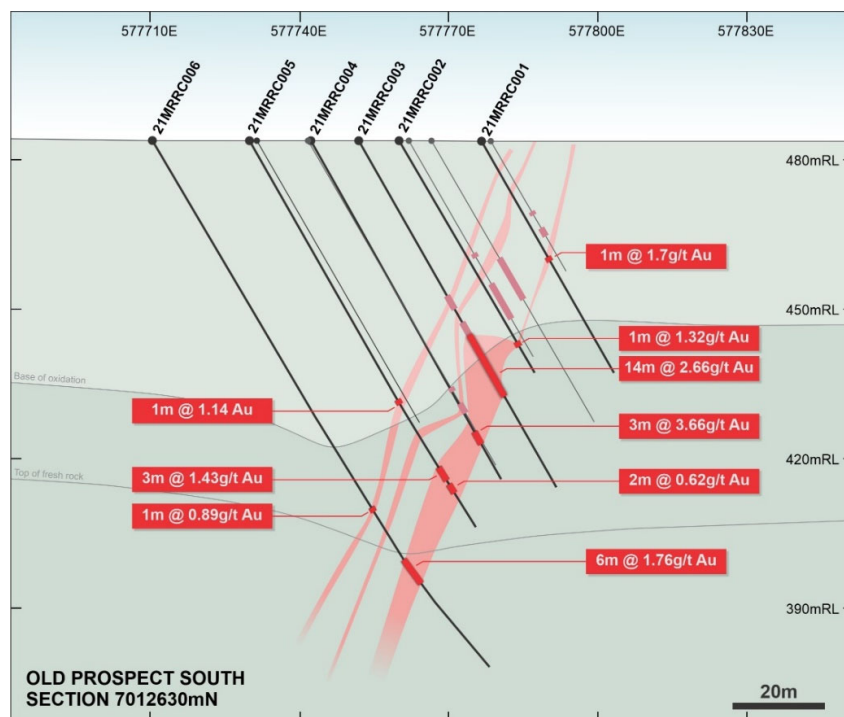 577710E
577740E
577770E
577800E
577830E
21MRRC006
21MRRC005
21MRRC004
21MRRC003
21MRRC002
21MRRC001
480mRL
1m @ 1.7g/t Au
450mRL
1m @ 1.32g/t Au
14m @ 2.66g/t Au
Base of oxidation
1m @ 1.14 Au
3m @ 3.66g/t Au
420mRL
Top of fresh rock
3m @ 1.43g/t Au
2m @ 0.62g/t Au
1m @ 0.89g/t Au
6m @ 1.76g/t Au
390mRL
OLD PROSPECT SOUTH
SECTION 7012630mN
20m